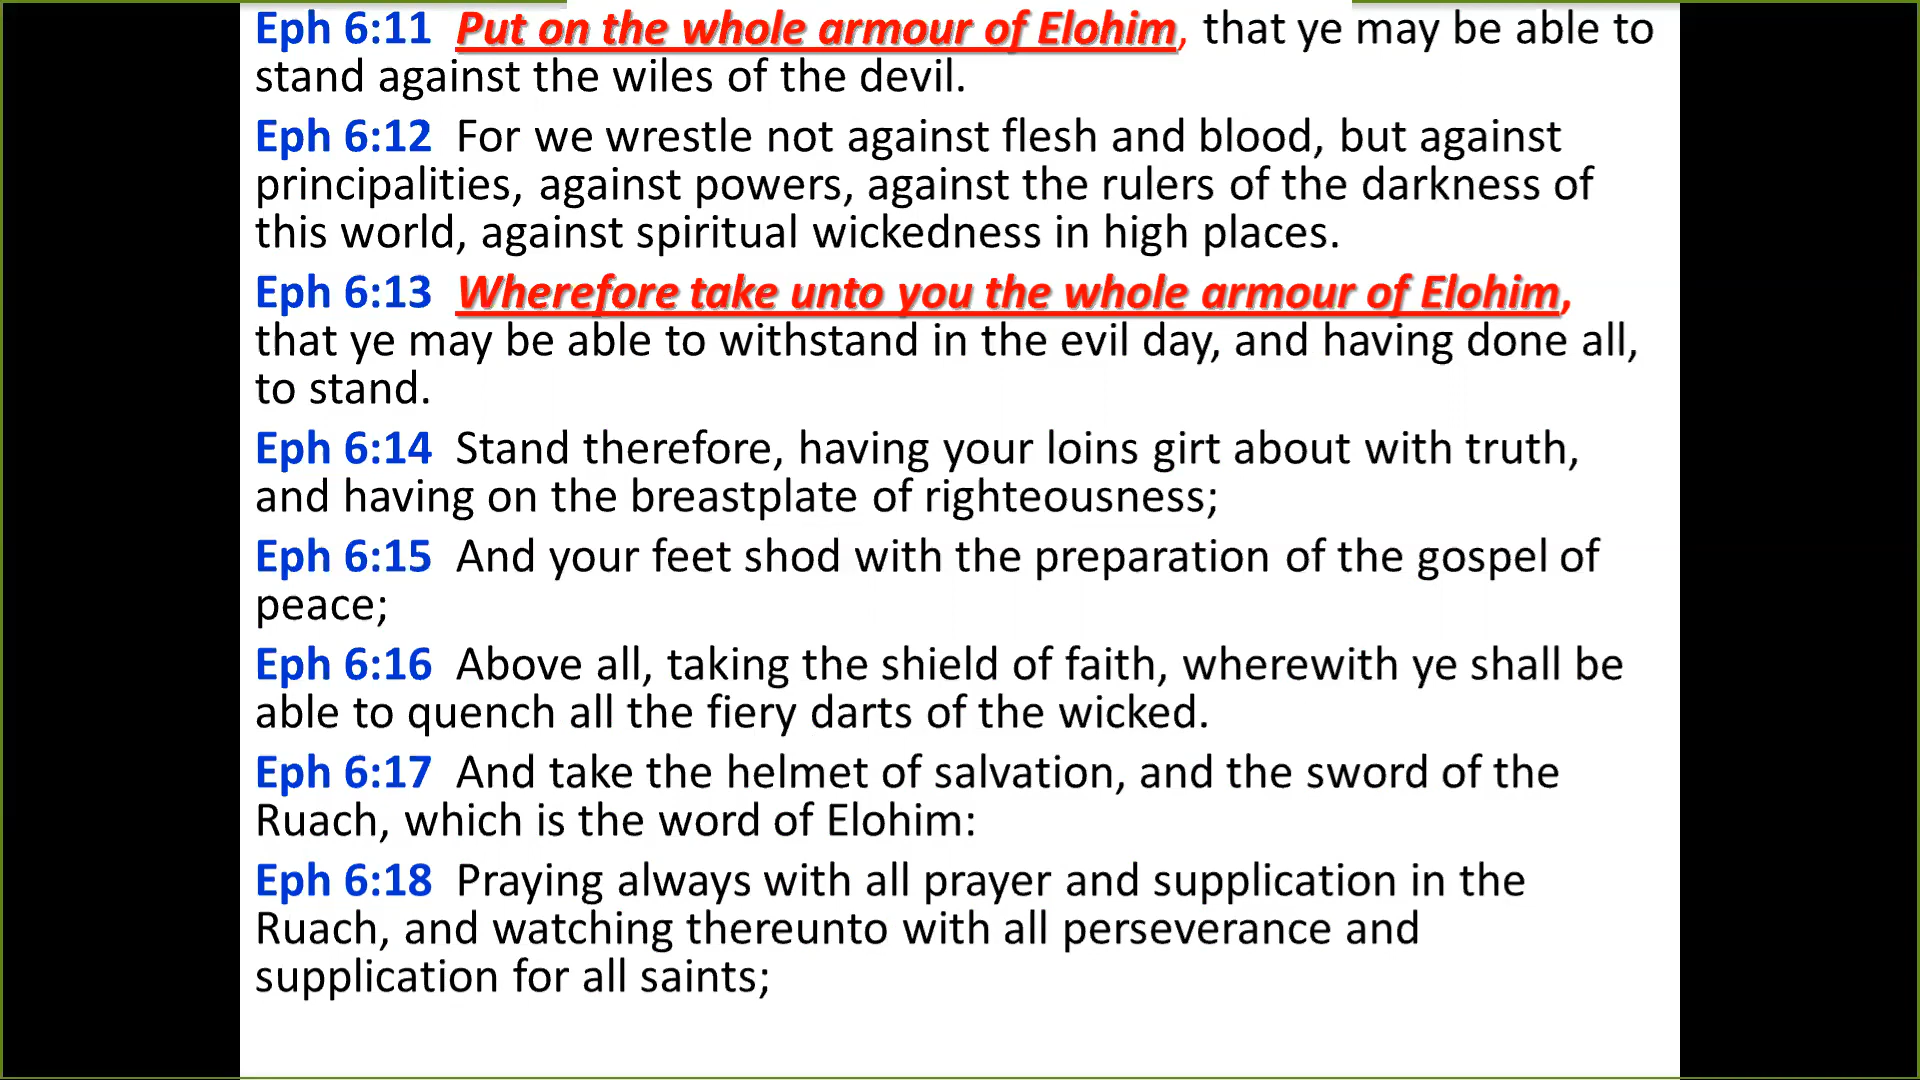 Eph 6:11 Put on the whole armour of Elohim, that ye may be able to
stand against the wiles of the devil.
Eph 6:12 For we wrestle not against flesh and blood, but against
principalities, against powers, against the rulers of the darkness of
this world, against spiritual wickedness in high places.
Eph 6:13 Wherefore take unto you the whole armour of Elohim,
that ye may be able to withstand in the evil day, and having done all,
to stand.
Eph 6:14 Stand therefore, having your loins girt about with truth,
and having on the breastplate of righteousness;
Eph 6:15 And your feet shod with the preparation of the gospel of
peace;
Eph 6:16 Above all, taking the shield of faith, wherewith ye shall be
able to quench all the fiery darts of the wicked.
Eph 6:17 And take the helmet of salvation, and the sword of the
Ruach, which is the word of Elohim:
Eph 6:18 Praying always with all prayer and supplication in the
Ruach, and watching thereunto with all perseverance and
supplication for all saints;